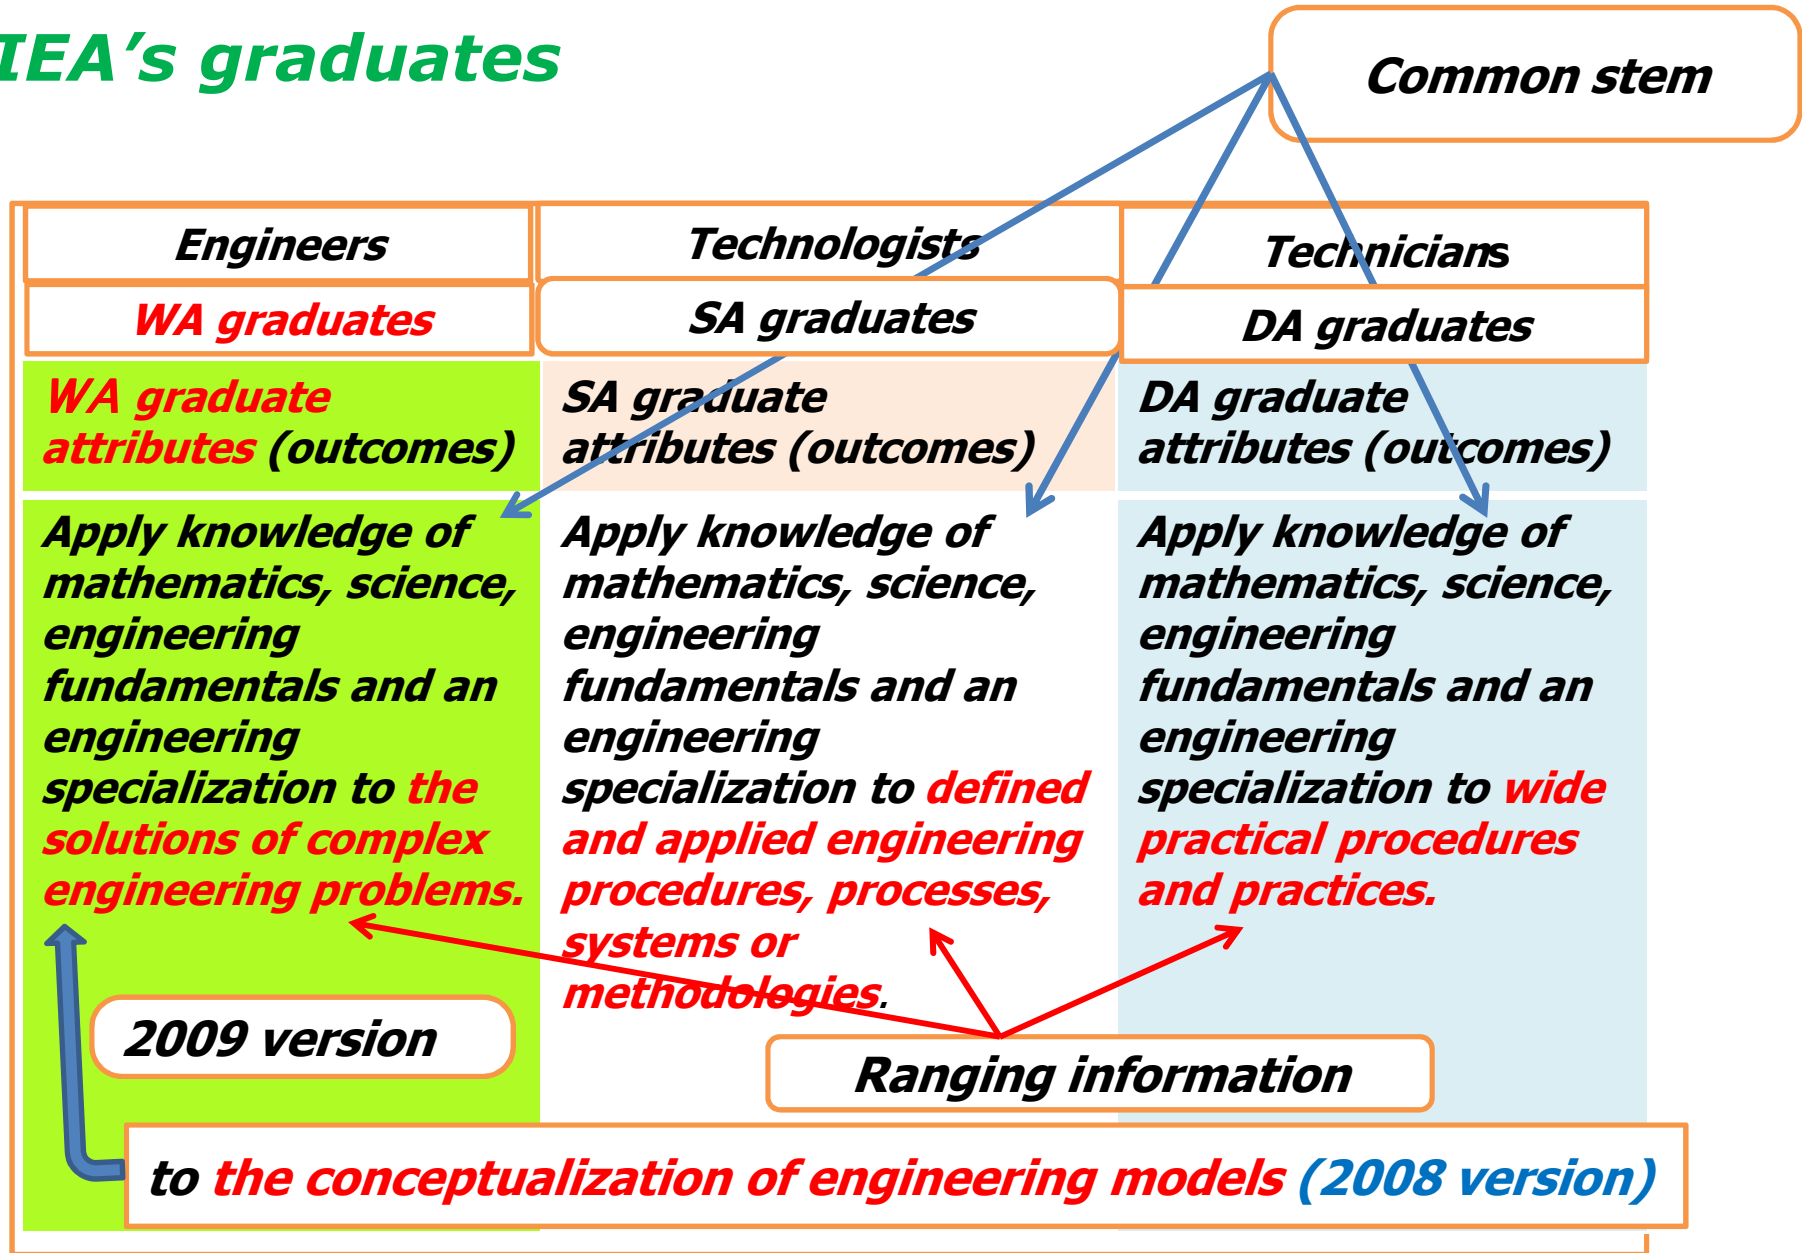 IEA’s graduates
Common stem
Engineers
Technologists
Technicians
WA graduates
SA graduates
DA graduates
WA graduate
attributes (outcomes)
SA graduate
attributes (outcomes)
DA graduate
attributes (outcomes)
Apply knowledge of
mathematics, science,
engineering
fundamentals and an
engineering
specialization to the
solutions of complex
engineering problems.
Apply knowledge of
mathematics, science,
engineering
fundamentals and an
engineering
specialization to defined
and applied engineering
procedures, processes,
systems or
methodologies.
Apply knowledge of
mathematics, science,
engineering
fundamentals and an
engineering
specialization to wide
practical procedures
and practices.
2009 version
Ranging information
to the conceptualization of engineering models (2008 version)